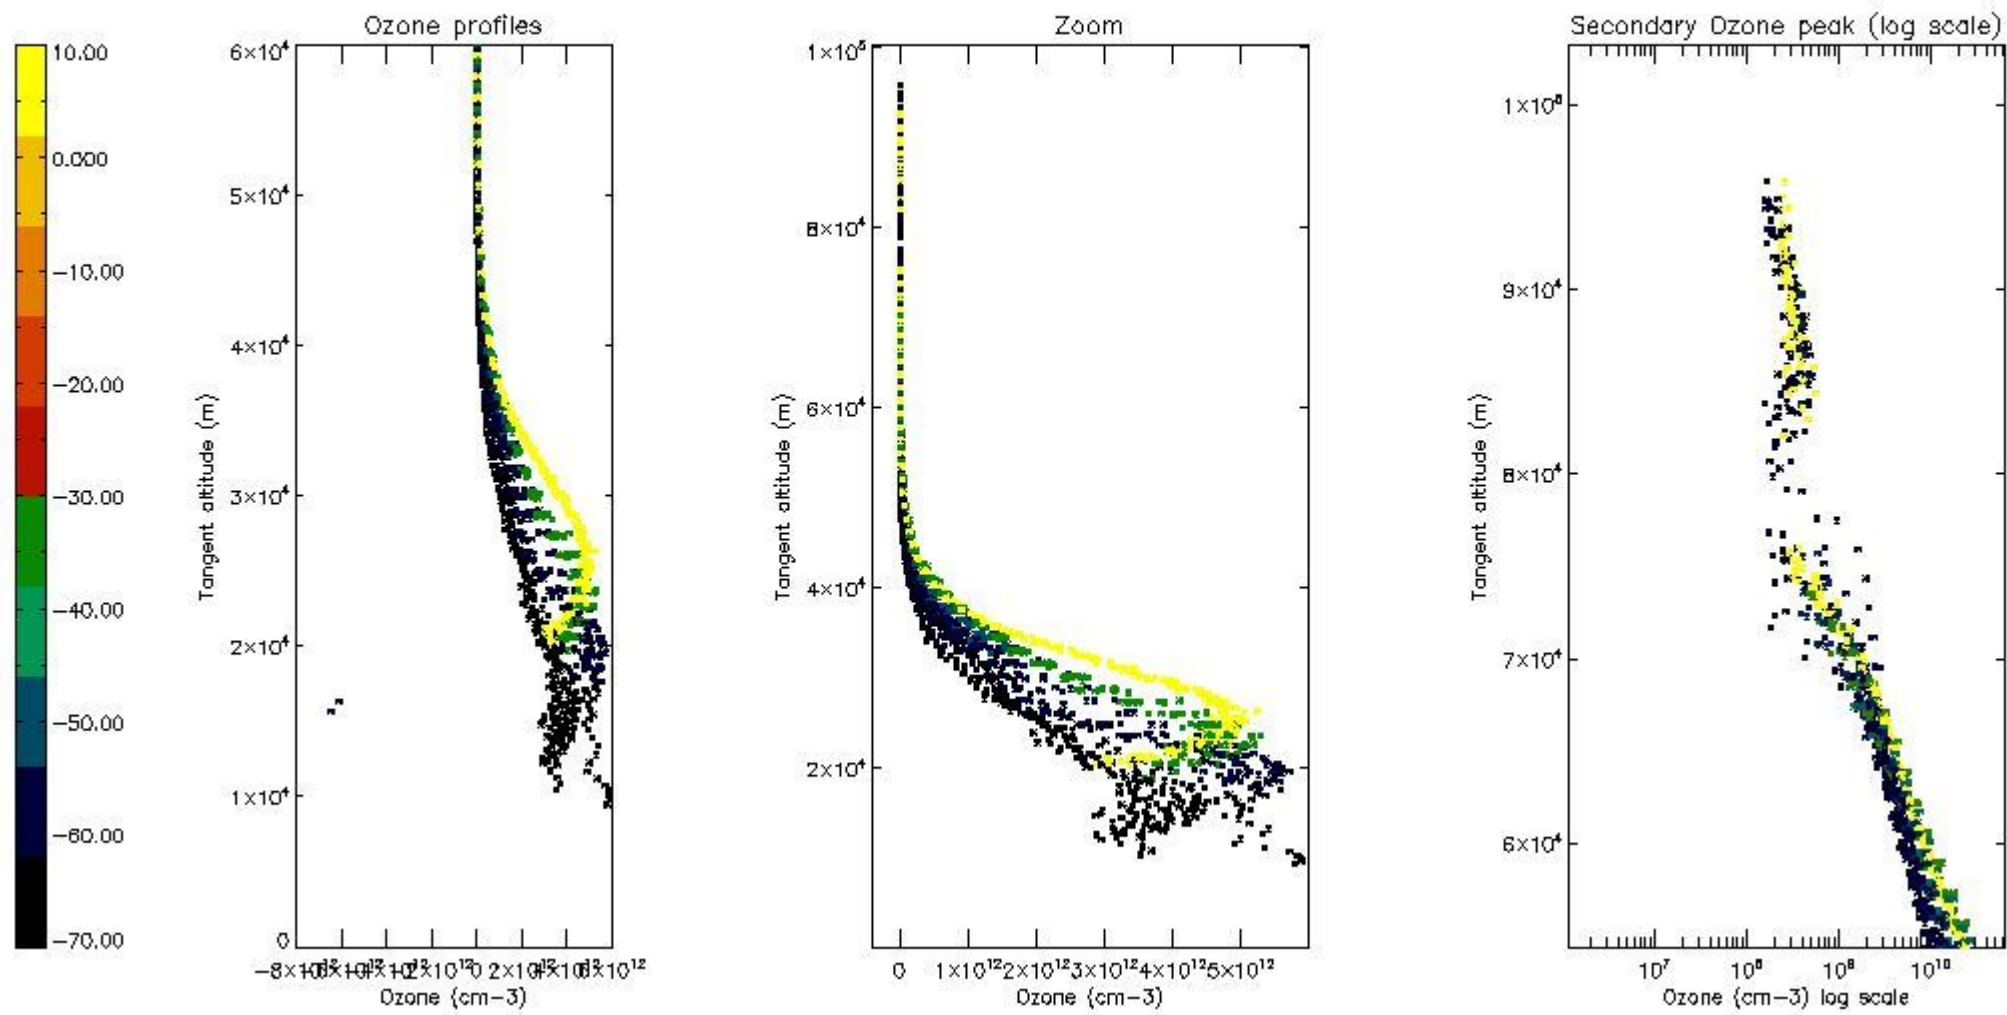 Ozone profiles
Zoom
Secondary Ozone peak (log scale)
10.00
0.000
−10.00
−20.00
−30.00
−40.00
−50.00
−60.00
−70.00
Tangent altitude (m)
6×10⁴
5×10⁴
4×10⁴
3×10⁴
2×10⁴
1×10⁴
0
0
Ozone (cm−3)
Tangent altitude (m)
1×10⁵
8×10⁴
6×10⁴
4×10⁴
2×10⁴
0 1×10¹² 2×10¹² 3×10¹² 4×10¹² 5×10¹²
Ozone (cm−3)
Tangent altitude (m)
9×10⁴
8×10⁴
7×10⁴
6×10⁴
10⁷ 10⁸ 10⁹ 10¹⁰
Ozone (cm−3) log scale